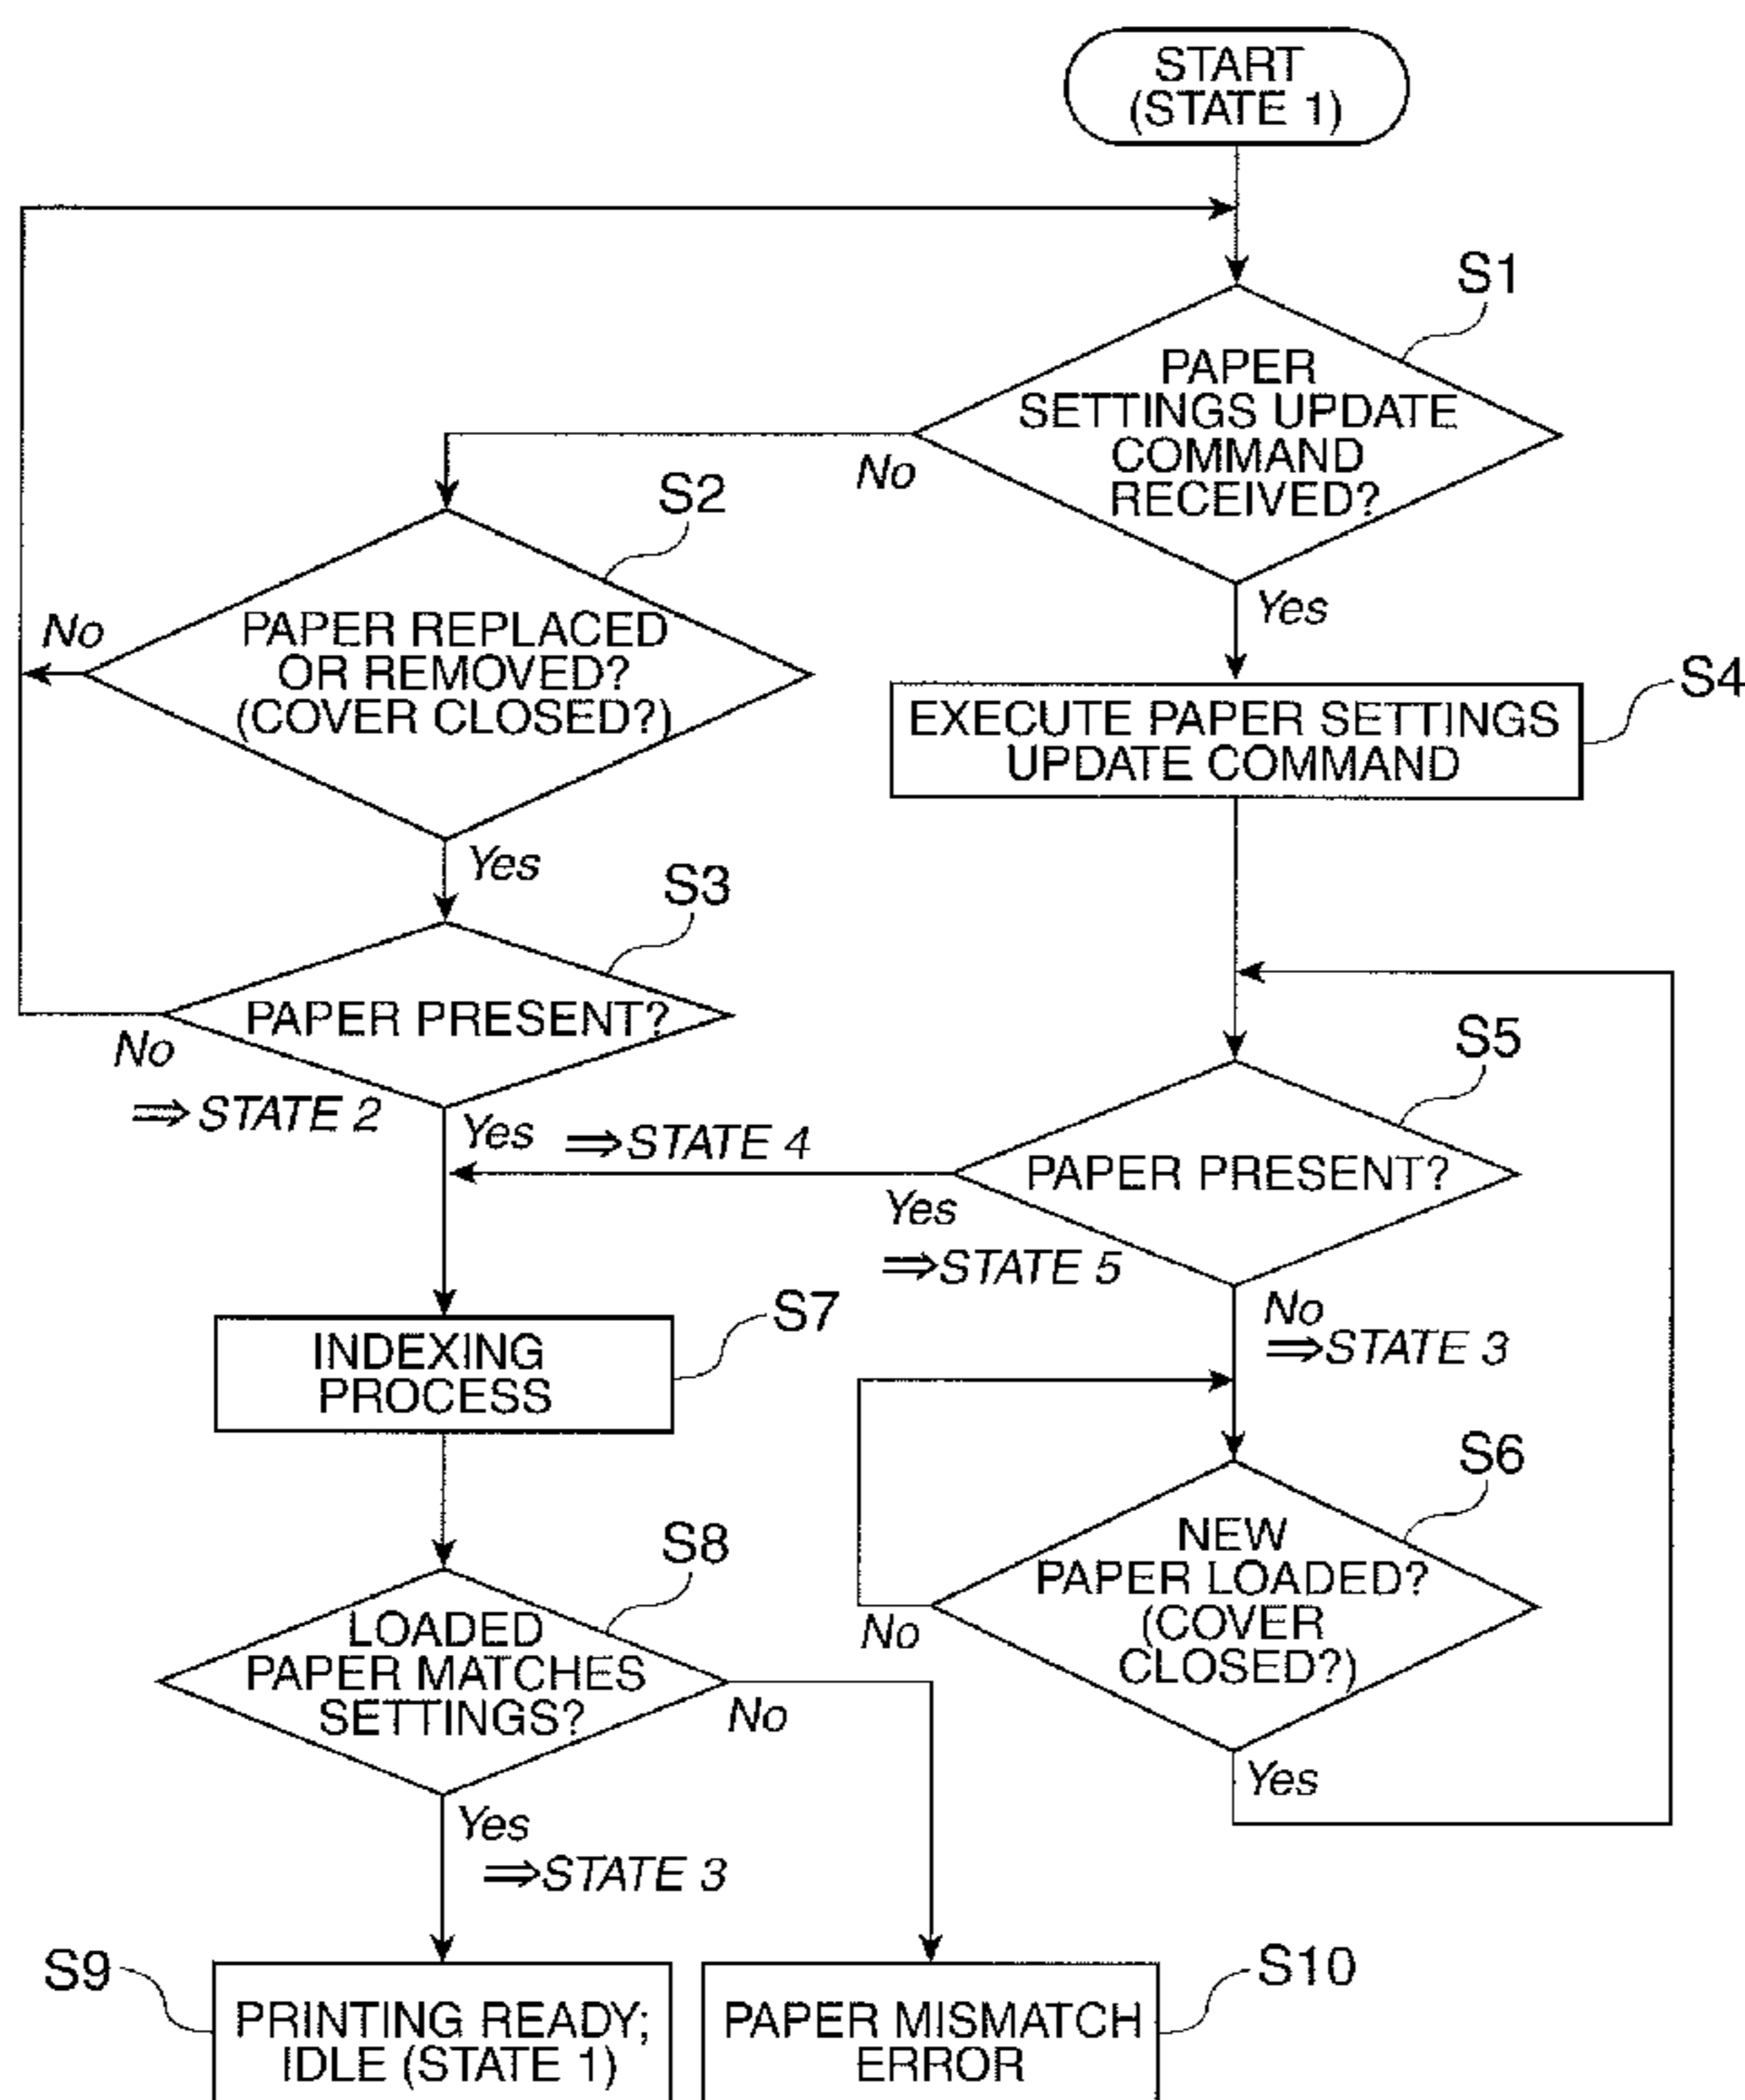 START
(STATE 1)
S1
PAPER
SETTINGS UPDATE
COMMAND
RECEIVED?
No
Yes
S2
PAPER REPLACED
OR REMOVED?
(COVER CLOSED?)
No
Yes
S4
EXECUTE PAPER SETTINGS
UPDATE COMMAND
S3
PAPER PRESENT?
No
⇒STATE 2
Yes ⇒STATE 4
S5
PAPER PRESENT?
Yes
⇒STATE 5
No
⇒STATE 3
S7
INDEXING
PROCESS
S6
NEW
PAPER LOADED?
(COVER
CLOSED?)
No
Yes
S8
LOADED
PAPER MATCHES
SETTINGS?
No
Yes
⇒STATE 3
S9
PRINTING READY;
IDLE (STATE 1)
S10
PAPER MISMATCH
ERROR